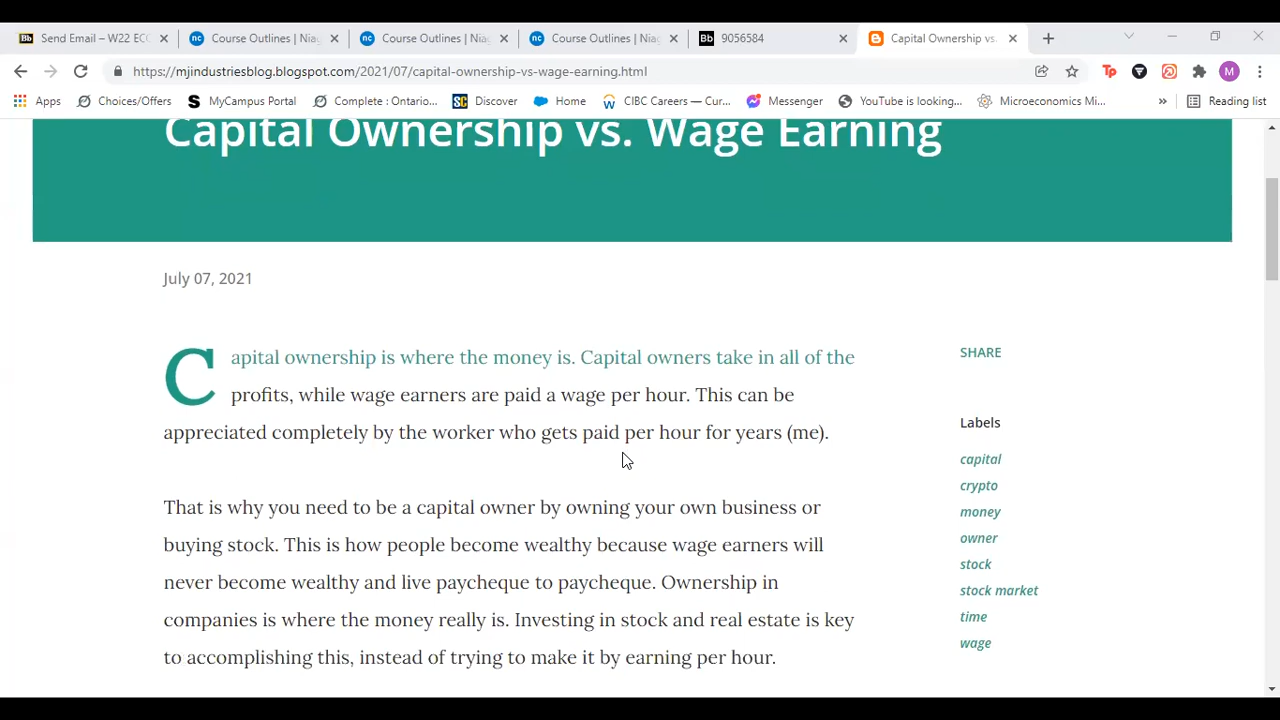 Send Email – W22 ECO
Course Outlines | Niag
Course Outlines | Niag
Course Outlines | Niag
9056584
Capital Ownership vs.
https://mjindustriesblog.blogspot.com/2021/07/capital-ownership-vs-wage-earning.html
Apps
Choices/Offers
MyCampus Portal
Complete : Ontario...
Discover
Home
CIBC Careers — Cur...
Messenger
YouTube is looking...
Microeconomics Mi...
»
Reading list
Capital Ownership vs. Wage Earning
July 07, 2021
Capital ownership is where the money is. Capital owners take in all of the
profits, while wage earners are paid a wage per hour. This can be
appreciated completely by the worker who gets paid per hour for years (me).
That is why you need to be a capital owner by owning your own business or
buying stock. This is how people become wealthy because wage earners will
never become wealthy and live paycheque to paycheque. Ownership in
companies is where the money really is. Investing in stock and real estate is key
to accomplishing this, instead of trying to make it by earning per hour.
SHARE
Labels
capital
crypto
money
owner
stock
stock market
time
wage